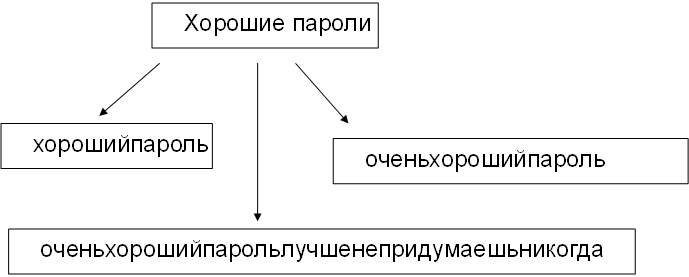 Хорошие пароли
хорошийпароль
оченьхорошийпароль
оченьхорошийпарольлучшенепридумаешьникогда